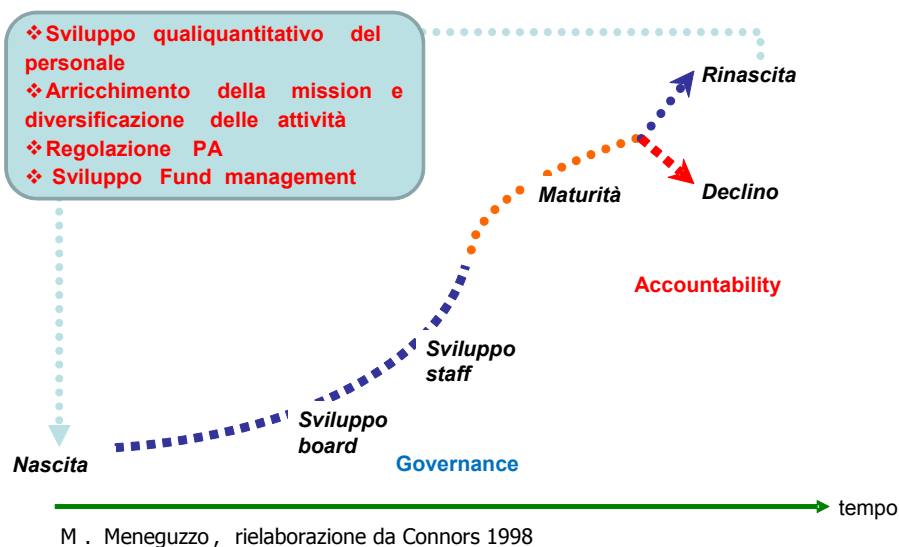 ❖Sviluppo qualiquantitativo del
personale
❖Arricchimento della mission e
diversificazione delle attività
❖Regolazione PA
❖ Sviluppo Fund management
Rinascita
Maturità
Declino
Accountability
Sviluppo
staff
Sviluppo
board
Nascita
Governance
tempo
M . Meneguzzo , rielaborazione da Connors 1998